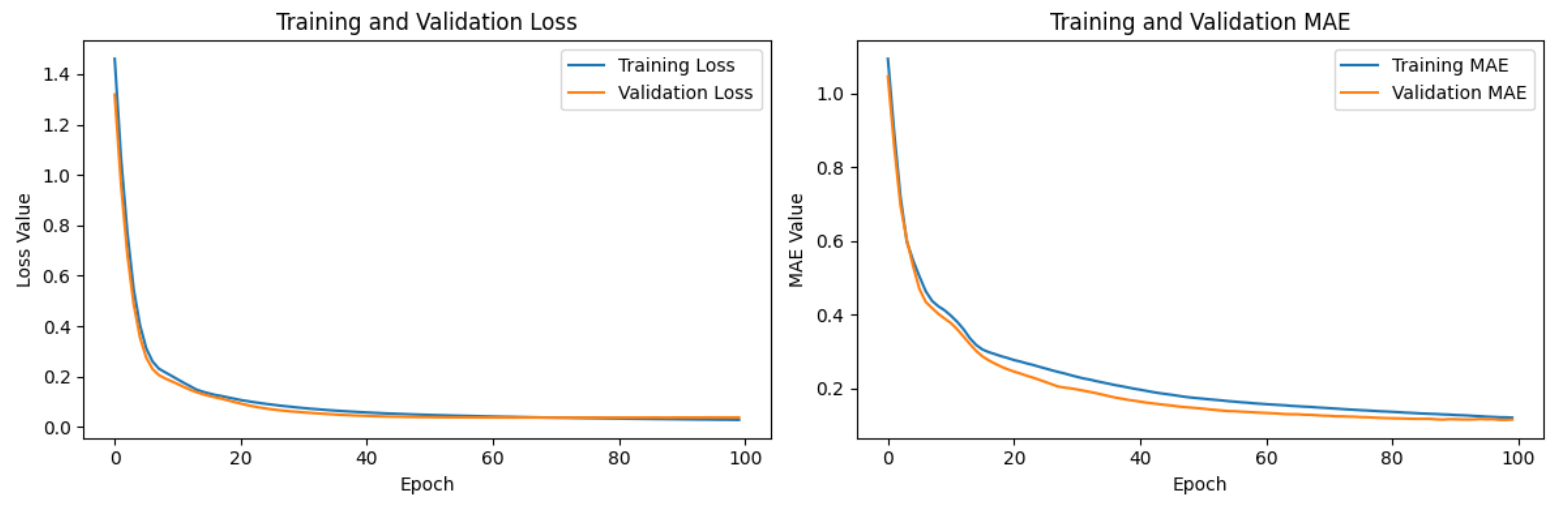 Training and Validation Loss
1.4
1.2
1.0
0.8
0.6
0.4
0.2
0.0
Loss Value
Training Loss
Validation Loss
0 20 40 60 80 100
Epoch
Training and Validation MAE
1.0
0.8
0.6
0.4
0.2
MAE Value
Training MAE
Validation MAE
0 20 40 60 80 100
Epoch